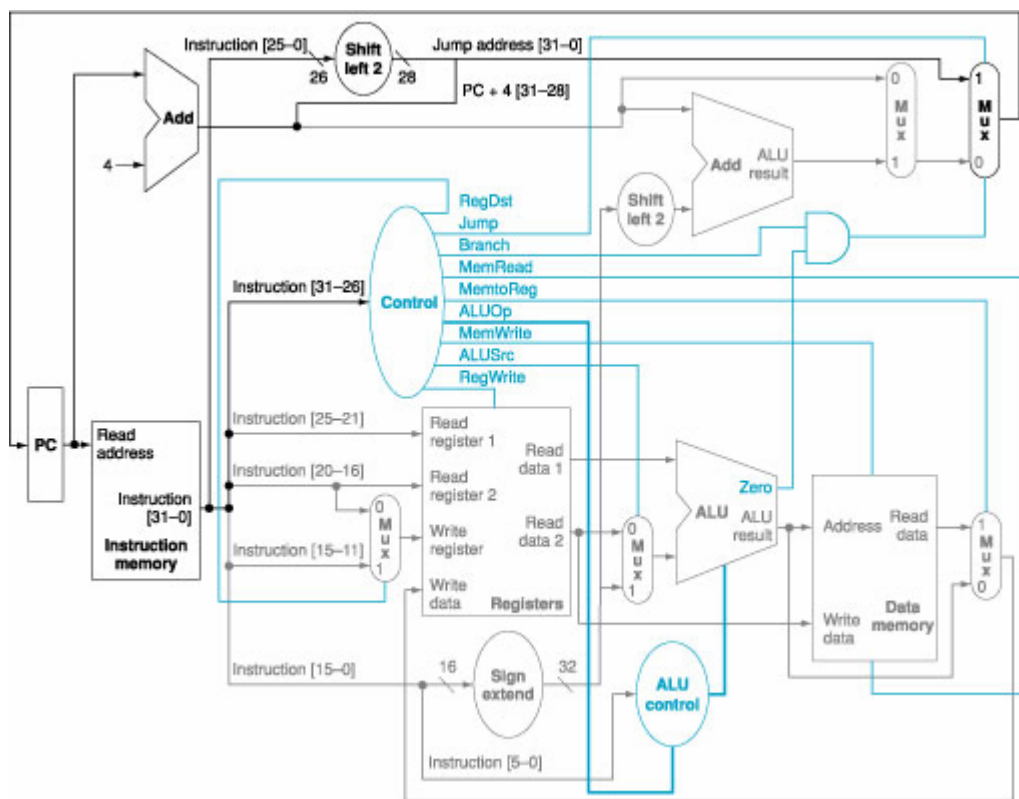 Instruction [25–0]
Shift
left 2
Jump address [31–0]
26
28
PC + 4 [31–28]
Add
4
0
M
u
x
1
1
M
u
x
0
Add
ALU
result
Shift
left 2
RegDst
Jump
Branch
MemRead
MemtoReg
ALUOp
MemWrite
ALUSrc
RegWrite
Instruction [31–26]
Control
PC
Read
address
Instruction
[31–0]
Instruction
memory
Instruction [25–21]
Instruction [20–16]
Instruction [15–11]
0
M
u
x
1
Read
register 1
Read
register 2
Write
register
Write
data
Read
data 1
Read
data 2
Registers
0
M
u
x
1
Zero
ALU
ALU
result
Address
Read
data
Write
data
Data
memory
1
M
u
x
0
Instruction [15–0]
16
Sign
extend
32
ALU
control
Instruction [5–0]